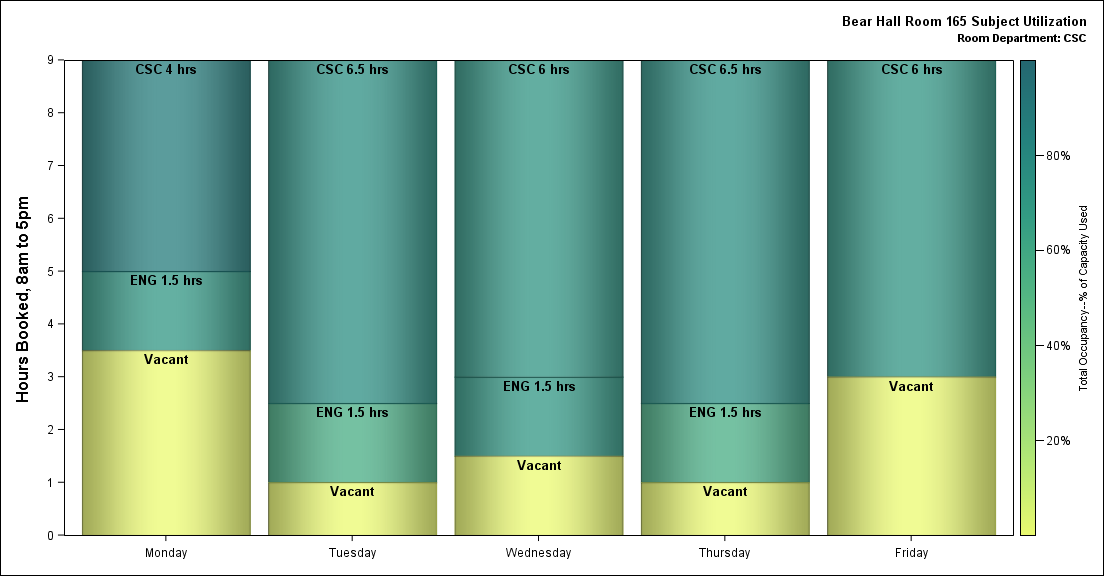 Bear Hall Room 165 Subject Utilization
Room Department: CSC
Hours Booked, 8am to 5pm
9
8
7
6
5
4
3
2
1
0
CSC 4 hrs
ENG 1.5 hrs
Vacant
CSC 6.5 hrs
ENG 1.5 hrs
Vacant
CSC 6 hrs
ENG 1.5 hrs
Vacant
CSC 6.5 hrs
ENG 1.5 hrs
Vacant
CSC 6 hrs
Vacant
Monday
Tuesday
Wednesday
Thursday
Friday
80%
60%
40%
20%
Total Occupancy--% of Capacity Used